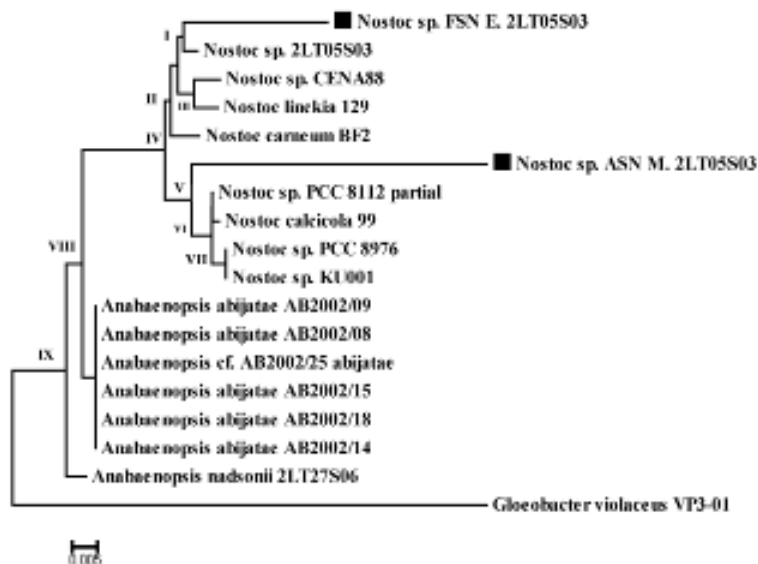 Nostoc sp. FSN E. 2LT05S03
I
Nostoc sp. 2LT05S03
Nostoc sp. CENA88
II
III
Nostoc linckia 129
IV
Nostoc carneum BF2
Nostoc sp. ASN M. 2LT05S03
V
Nostoc sp. PCC 8112 partial
Nostoc calcicola 99
VI
VIII
Nostoc sp. PCC 8976
VII
Nostoc sp. KU001
Anabaenopsis abijatae AB2002/09
Anabaenopsis abijatae AB2002/08
IX
Anabaenopsis cf. AB2002/25 abijatae
Anabaenopsis abijatae AB2002/15
Anabaenopsis abijatae AB2002/18
Anabaenopsis abijatae AB2002/14
Anabaenopsis nadsonii 2LT27S06
Gloeobacter violaceus VP3-01
0.005